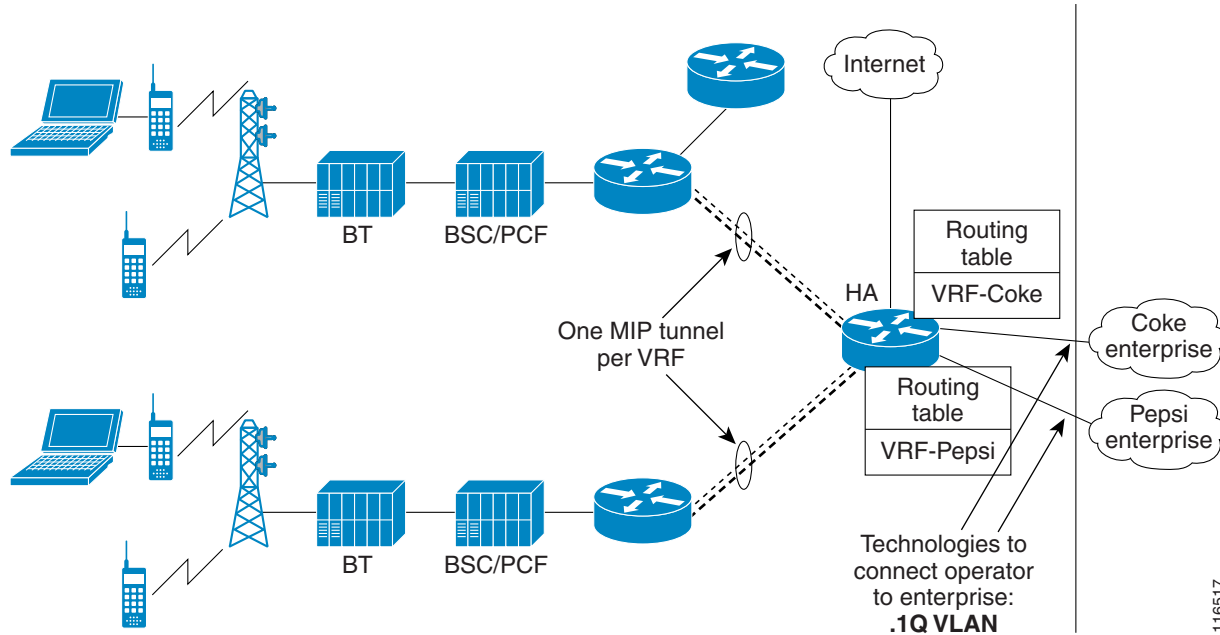 Internet
BT
BSC/PCF
Routing
table
VRF-Coke
HA
One MIP tunnel
per VRF
Coke
enterprise
Routing
table
VRF-Pepsi
Pepsi
enterprise
BT
BSC/PCF
Technologies to
connect operator
to enterprise:
.1Q VLAN
116517